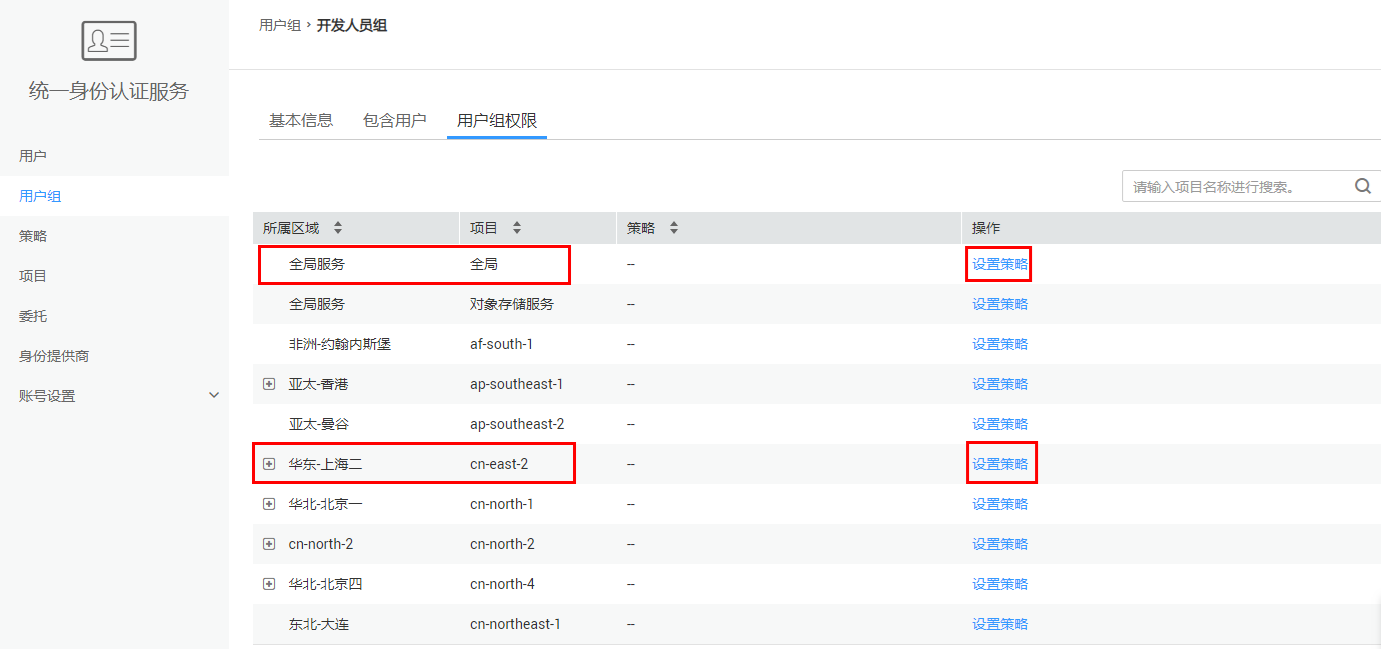 统一身份认证服务
用户
用户组
策略
项目
委托
身份提供商
账号设置
用户组 › 开发人员组
基本信息 包含用户 用户组权限
请输入项目名称进行搜索。
所属区域 项目 策略 操作
全局服务 全局 -- 设置策略
全局服务 对象存储服务 -- 设置策略
非洲-约翰内斯堡 af-south-1 -- 设置策略
亚太-香港 ap-southeast-1 -- 设置策略
亚太-曼谷 ap-southeast-2 -- 设置策略
华东-上海二 cn-east-2 -- 设置策略
华北-北京一 cn-north-1 -- 设置策略
cn-north-2 cn-north-2 -- 设置策略
华北-北京四 cn-north-4 -- 设置策略
东北-大连 cn-northeast-1 -- 设置策略